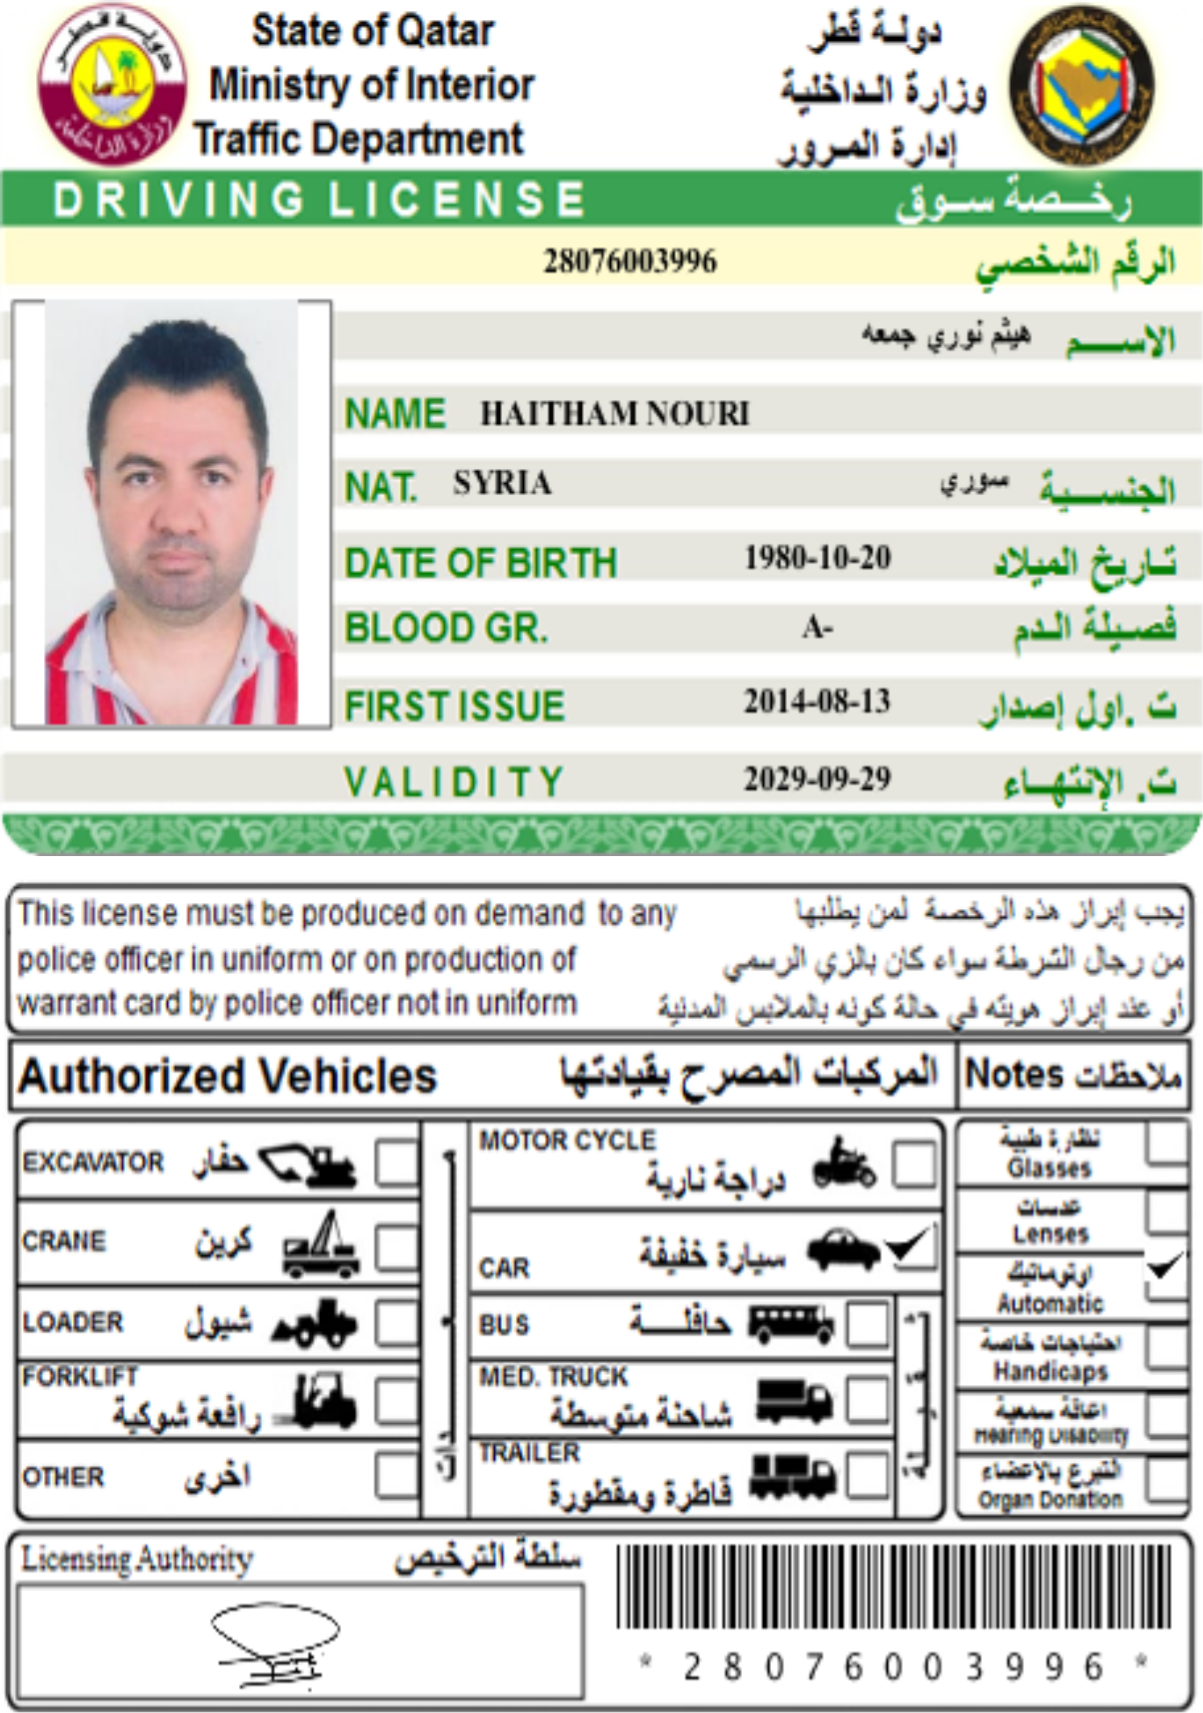 State of Qatar
Ministry of Interior
Traffic Department
دولة قطر
وزارة الداخلية
إدارة المرور
DRIVING LICENSE رخصة سوق
28076003996 الرقم الشخصي
الاسم هيثم نوري جمعه
NAME HAITHAM NOURI
NAT. SYRIA الجنسية سوري
DATE OF BIRTH 1980-10-20 تاريخ الميلاد
BLOOD GR. A- فصيلة الدم
FIRST ISSUE 2014-08-13 ت .اول إصدار
VALIDITY 2029-09-29 ت. الإنتهاء
This license must be produced on demand to any
police officer in uniform or on production of
warrant card by police officer not in uniform
يجب إبراز هذه الرخصة لمن يطلبها
من رجال الشرطة سواء كان بالزي الرسمي
أو عند إبراز هويته في حالة كونه بالملابس المدنية
Authorized Vehicles المركبات المصرح بقيادتها
Notes ملاحظات
EXCAVATOR حفار
CRANE كرين
LOADER شيول
FORKLIFT
رافعة شوكية
OTHER اخرى
MOTOR CYCLE
دراجة نارية
CAR سيارة خفيفة
BUS حافلة
MED. TRUCK
شاحنة متوسطة
TRAILER
قاطرة ومقطورة
نظارة طبية
Glasses
عدسات
Lenses
اوتوماتيك
Automatic
احتياجات خاصة
Handicaps
اعاقة سمعية
Hearing Disability
التبرع بالاعضاء
Organ Donation
Licensing Authority سلطة الترخيص
* 2 8 0 7 6 0 0 3 9 9 6 *